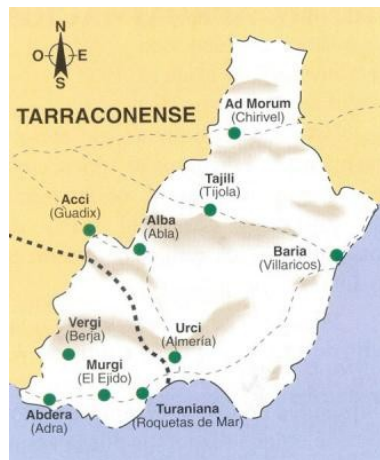 N
O E
S
TARRACONENSE
Ad Morum
(Chirivel)
Tajili
(Tíjola)
Acci
(Guadix)
Alba
(Abla)
Baria
(Villaricos)
Vergi
(Berja)
Urci
(Almería)
Murgi
(El Ejido)
Abdera
(Adra)
Turaniana
(Roquetas de Mar)